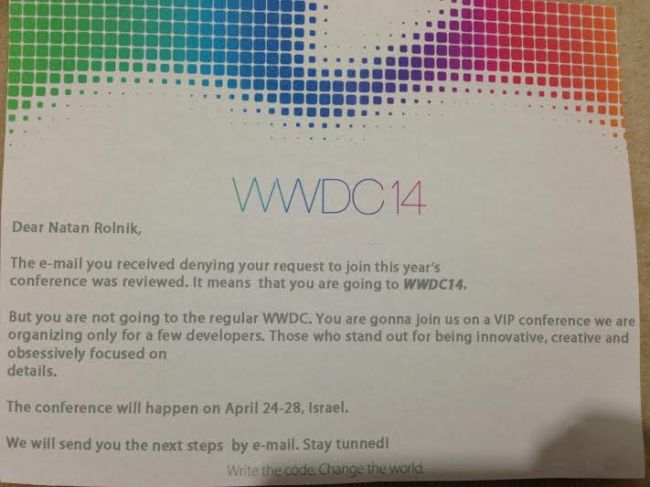 WWDC14
Dear Natan Rolnik,
The e-mail you received denying your request to join this year's
conference was reviewed. It means that you are going to WWDC14.
But you are not going to the regular WWDC. You are gonna join us on a VIP conference we are
organizing only for a few developers. Those who stand out for being innovative, creative and
obsessively focused on
details.
The conference will happen on April 24-28, Israel.
We will send you the next steps by e-mail. Stay tunned!
Write the code. Change the world.